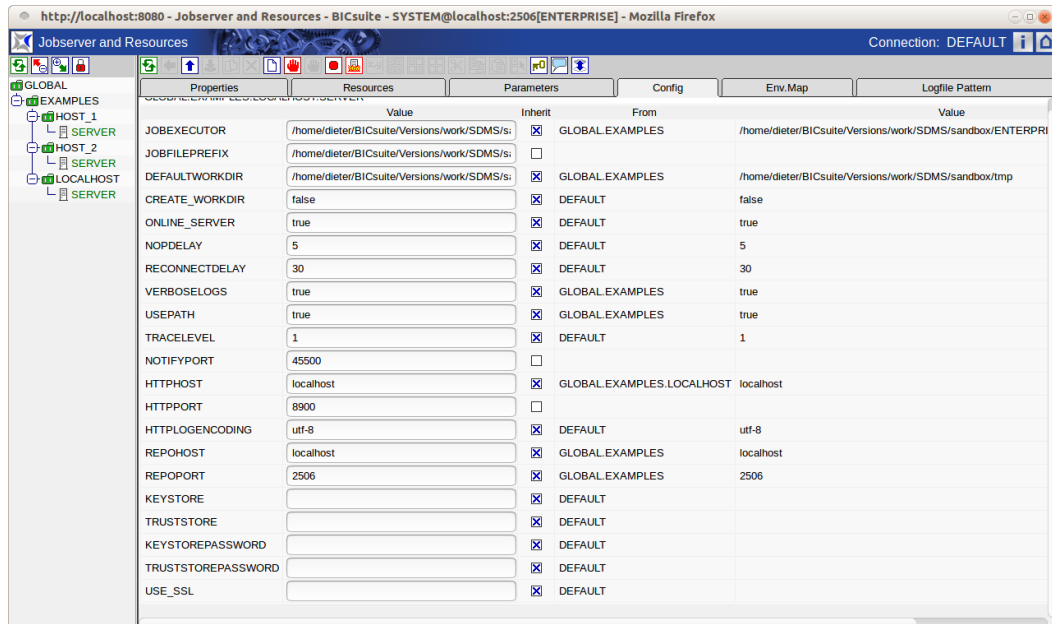 http://localhost:8080 - Jobserver and Resources - BICsuite - SYSTEM@localhost:2506[ENTERPRISE] - Mozilla Firefox
Jobserver and Resources Connection: DEFAULT
GLOBAL
EXAMPLES
HOST_1
SERVER
HOST_2
SERVER
LOCALHOST
SERVER
Properties Resources Parameters Config Env.Map Logfile Pattern
GLOBAL.EXAMPLES.LOCALHOST.SERVER
Value Inherit From Value
JOBEXECUTOR /home/dieter/BICsuite/Versions/work/SDMS/sa GLOBAL.EXAMPLES /home/dieter/BICsuite/Versions/work/SDMS/sandbox/ENTERPRI
JOBFILEPREFIX /home/dieter/BICsuite/Versions/work/SDMS/sa
DEFAULTWORKDIR /home/dieter/BICsuite/Versions/work/SDMS/sa GLOBAL.EXAMPLES /home/dieter/BICsuite/Versions/work/SDMS/sandbox/tmp
CREATE_WORKDIR false DEFAULT false
ONLINE_SERVER true DEFAULT true
NOPDELAY 5 DEFAULT 5
RECONNECTDELAY 30 DEFAULT 30
VERBOSELOGS true GLOBAL.EXAMPLES true
USEPATH true GLOBAL.EXAMPLES true
TRACELEVEL 1 DEFAULT 1
NOTIFYPORT 45500
HTTPHOST localhost GLOBAL.EXAMPLES.LOCALHOST localhost
HTTPPORT 8900
HTTPLOGENCODING utf-8 DEFAULT utf-8
REPOHOST localhost GLOBAL.EXAMPLES localhost
REPOPORT 2506 GLOBAL.EXAMPLES 2506
KEYSTORE DEFAULT
TRUSTSTORE DEFAULT
KEYSTOREPASSWORD DEFAULT
TRUSTSTOREPASSWORD DEFAULT
USE_SSL DEFAULT